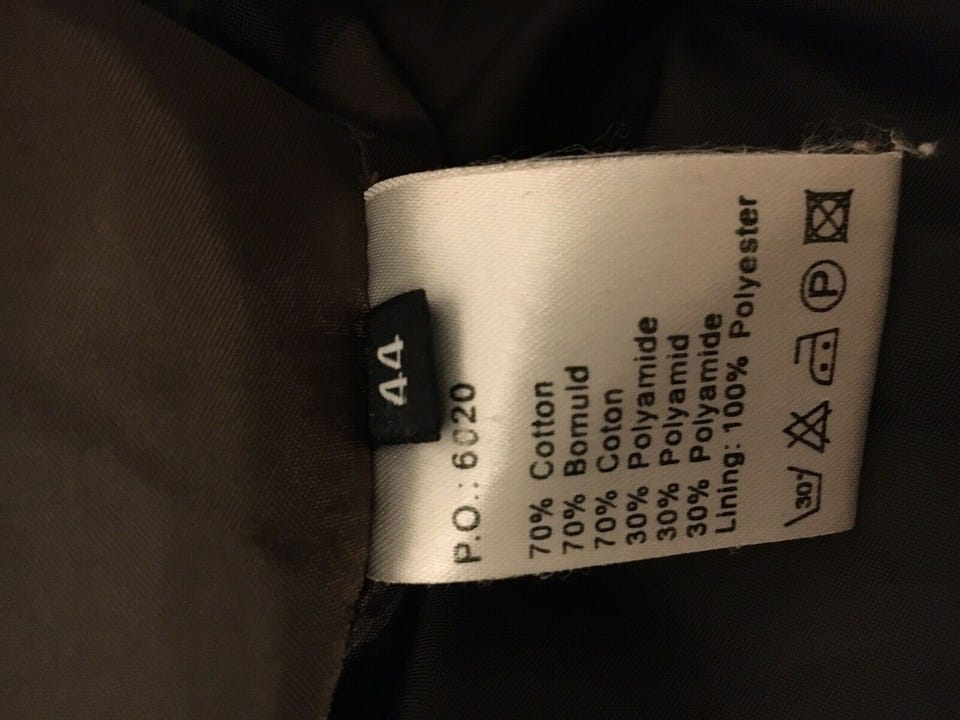 44
P.O.: 6020
70% Cotton
70% Bomuld
70% Coton
30% Polyamide
30% Polyamid
30% Polyamide
Lining: 100% Polyester
30° P